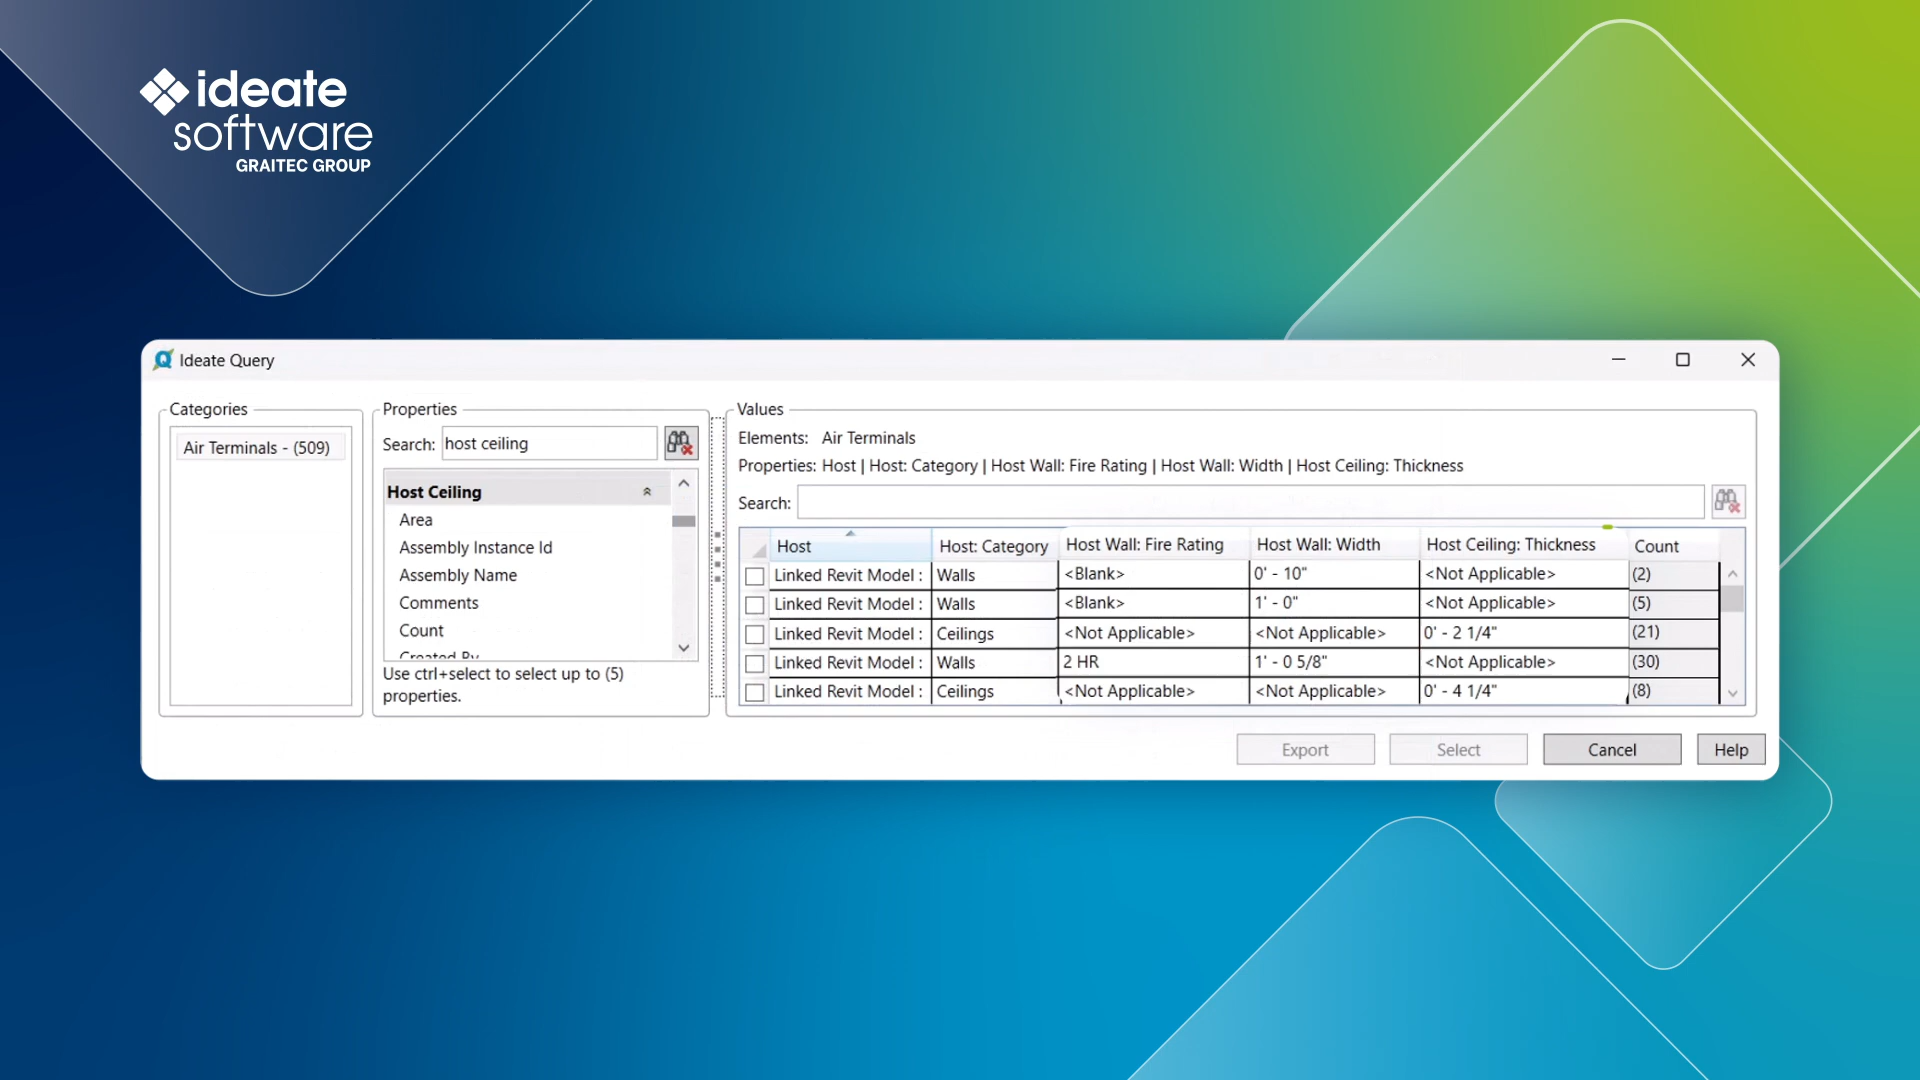 ideate
software
GRAITEC GROUP
Ideate Query
Categories
Air Terminals - (509)
Properties
Search: host ceiling
Host Ceiling
Area
Assembly Instance Id
Assembly Name
Comments
Count
Created By
Use ctrl+select to select up to (5)
properties.
Values
Elements: Air Terminals
Properties: Host | Host: Category | Host Wall: Fire Rating | Host Wall: Width | Host Ceiling: Thickness
Search:
Host Host: Category Host Wall: Fire Rating Host Wall: Width Host Ceiling: Thickness Count
Linked Revit Model : Walls <Blank> 0' - 10" <Not Applicable> (2)
Linked Revit Model : Walls <Blank> 1' - 0" <Not Applicable> (5)
Linked Revit Model : Ceilings <Not Applicable> <Not Applicable> 0' - 2 1/4" (21)
Linked Revit Model : Walls 2 HR 1' - 0 5/8" <Not Applicable> (30)
Linked Revit Model : Ceilings <Not Applicable> <Not Applicable> 0' - 4 1/4" (8)
Export Select Cancel Help